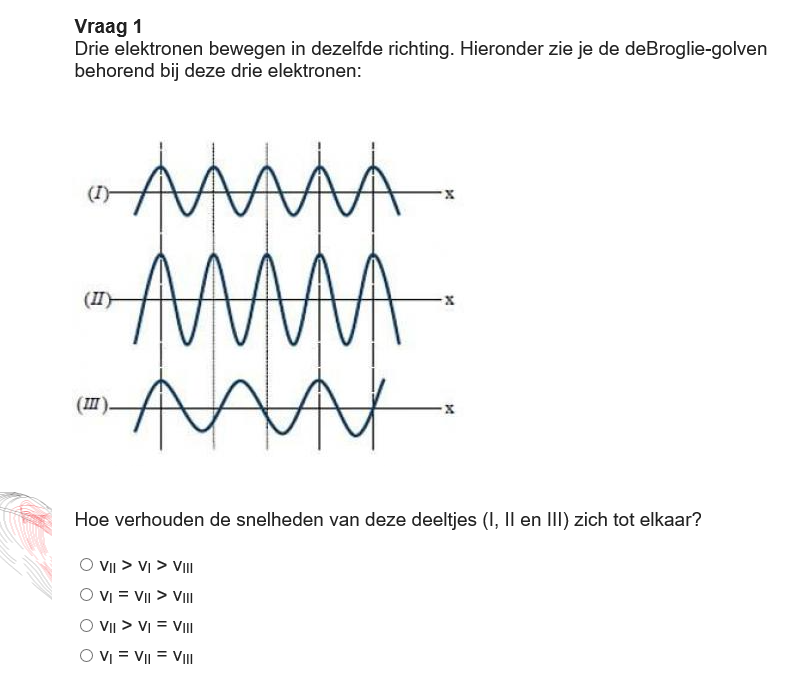 Vraag 1
Drie elektronen bewegen in dezelfde richting. Hieronder zie je de deBroglie-golven
behorend bij deze drie elektronen:
(I) x
(II) x
(III) x
Hoe verhouden de snelheden van deze deeltjes (I, II en III) zich tot elkaar?
vII > vI > vIII
vI = vII > vIII
vII > vI = vIII
vI = vII = vIII